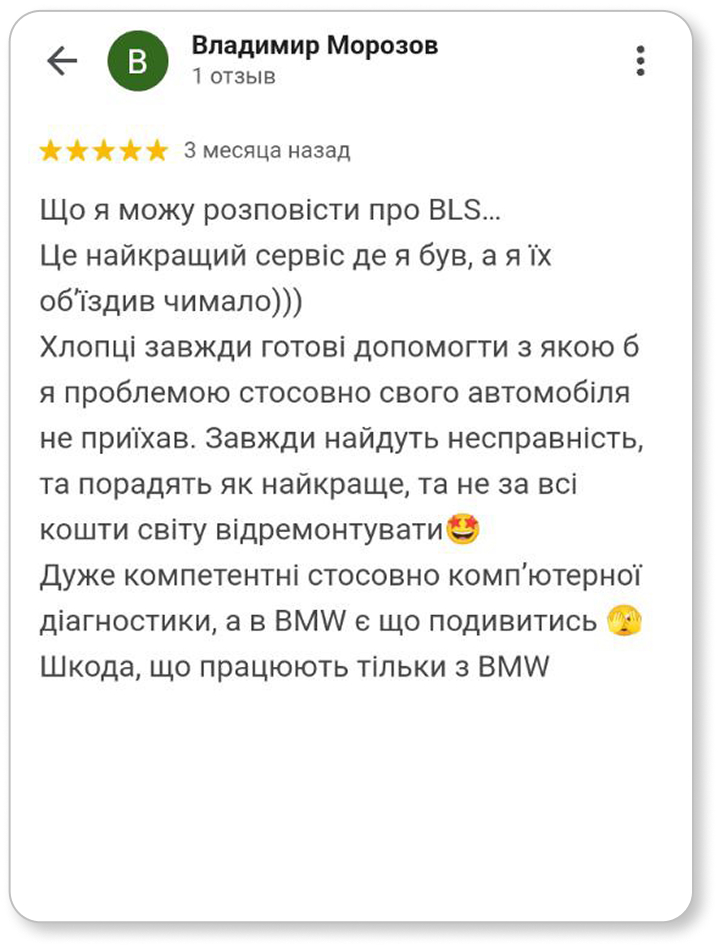 В
Владимир Морозов
1 отзыв
3 месяца назад
Що я можу розповісти про BLS...
Це найкращий сервіс де я був, а я їх
об'їздив чимало)))
Хлопці завжди готові допомогти з якою б
я проблемою стосовно свого автомобіля
не приїхав. Завжди найдуть несправність,
та порадять як найкраще, та не за всі
кошти світу відремонтувати🤩
Дуже компетентні стосовно комп'ютерної
діагностики, а в BMW є що подивитись 🫣
Шкода, що працюють тільки з BMW